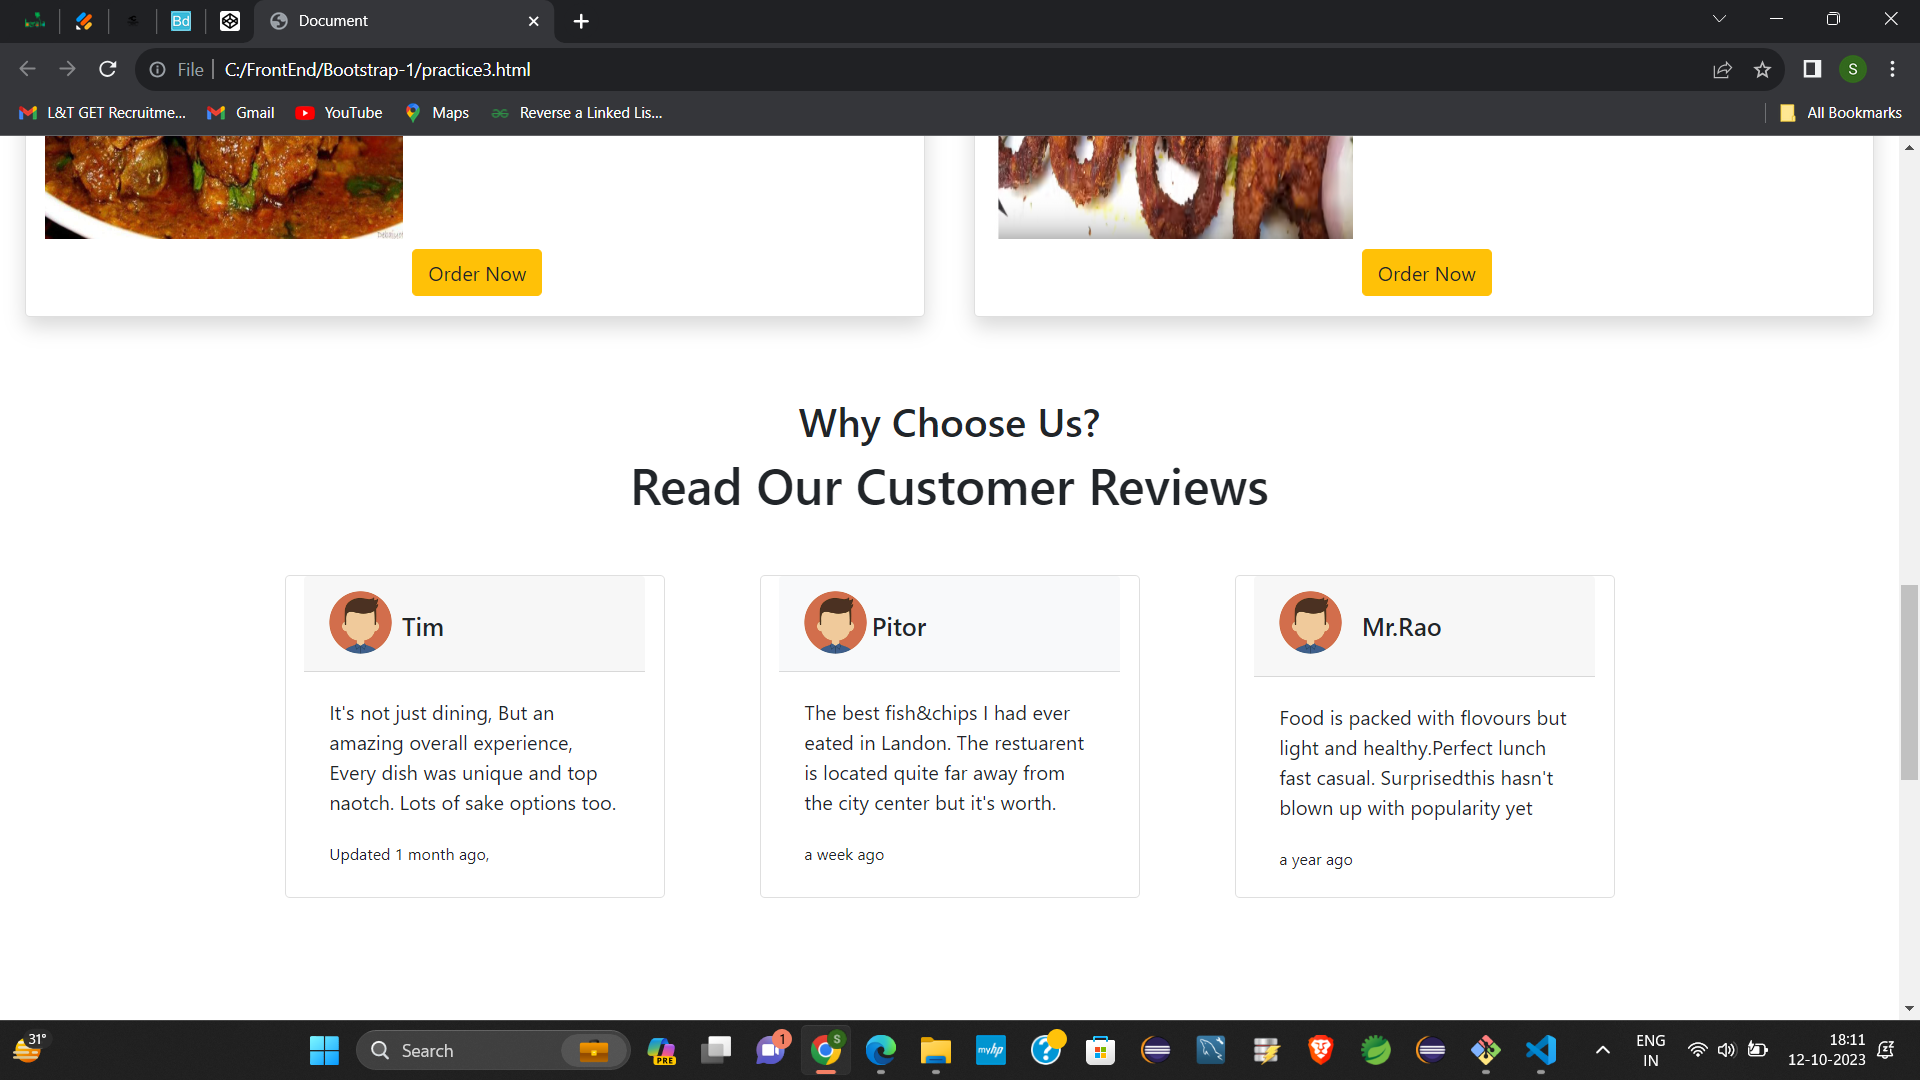 Bd
Document
File
C:/FrontEnd/Bootstrap-1/practice3.html
S
L&T GET Recruitme...
Gmail
YouTube
Maps
Reverse a Linked Lis...
All Bookmarks
Order Now
Order Now
Why Choose Us?
Read Our Customer Reviews
Tim
It's not just dining, But an
amazing overall experience,
Every dish was unique and top
naotch. Lots of sake options too.
Updated 1 month ago,
Pitor
The best fish&chips I had ever
eated in Landon. The restuarent
is located quite far away from
the city center but it's worth.
a week ago
Mr.Rao
Food is packed with flovours but
light and healthy.Perfect lunch
fast casual. Surprisedthis hasn't
blown up with popularity yet
a year ago
31°
Search
PRE
1
S
myhp
ENG
IN
18:11
12-10-2023